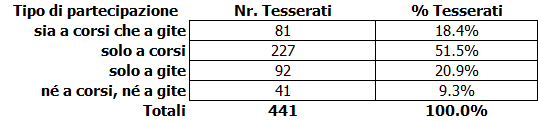 Tipo di partecipazione Nr. Tesserati % Tesserati
sia a corsi che a gite 81 18.4%
solo a corsi 227 51.5%
solo a gite 92 20.9%
né a corsi, né a gite 41 9.3%
Totali 441 100.0%